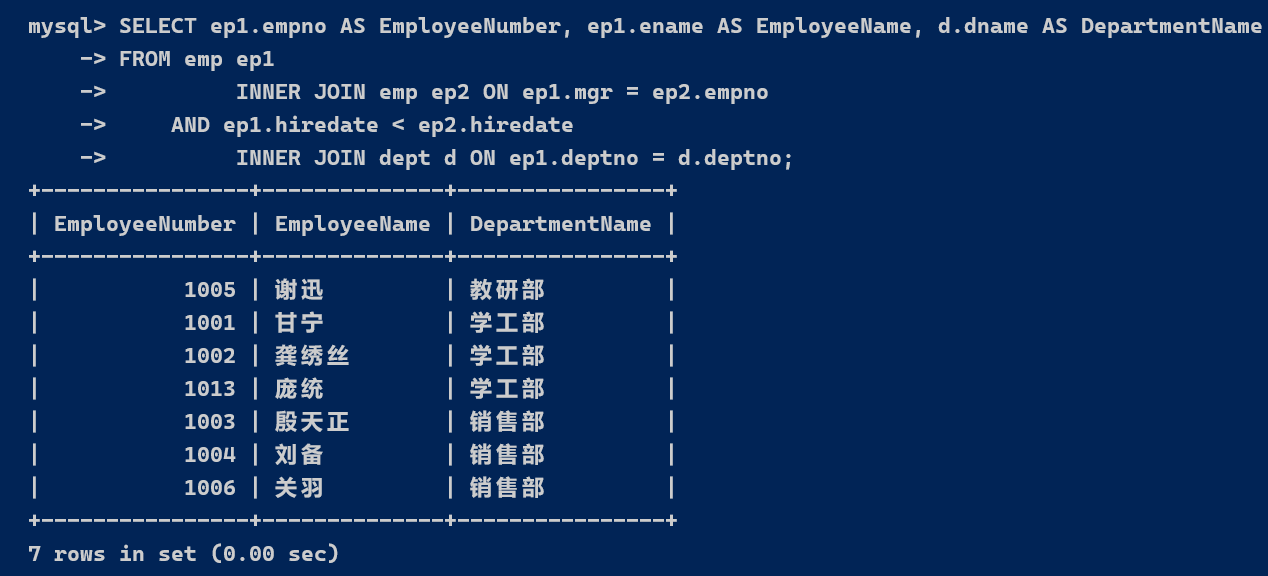 mysql> SELECT ep1.empno AS EmployeeNumber, ep1.ename AS EmployeeName, d.dname AS DepartmentName
    -> FROM emp ep1
    ->          INNER JOIN emp ep2 ON ep1.mgr = ep2.empno
    ->     AND ep1.hiredate < ep2.hiredate
    ->          INNER JOIN dept d ON ep1.deptno = d.deptno;
+----------------+--------------+----------------+
| EmployeeNumber | EmployeeName | DepartmentName |
+----------------+--------------+----------------+
|           1005 | 谢迅         | 教研部         |
|           1001 | 甘宁         | 学工部         |
|           1002 | 龚绣丝       | 学工部         |
|           1013 | 庞统         | 学工部         |
|           1003 | 殷天正       | 销售部         |
|           1004 | 刘备         | 销售部         |
|           1006 | 关羽         | 销售部         |
+----------------+--------------+----------------+
7 rows in set (0.00 sec)